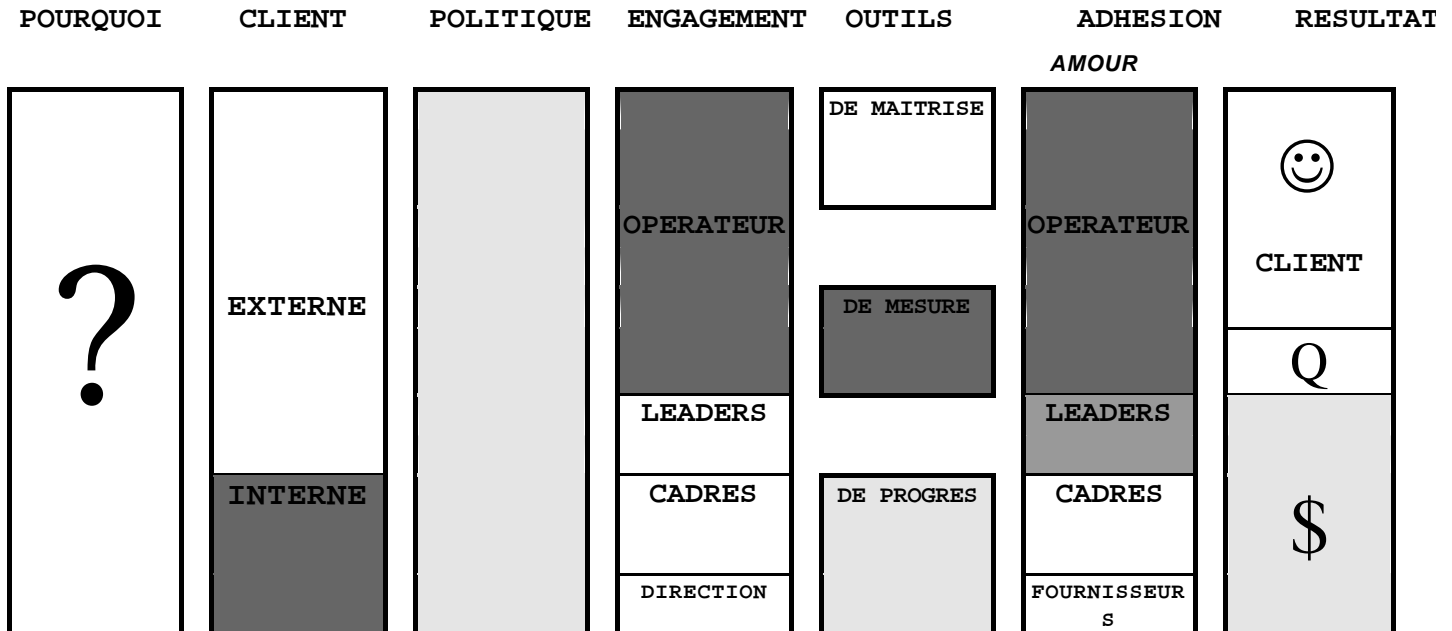 POURQUOI CLIENT POLITIQUE ENGAGEMENT OUTILS ADHESION RESULTAT
AMOUR
?
EXTERNE
INTERNE
OPERATEUR
LEADERS
CADRES
DIRECTION
DE MAITRISE
DE MESURE
DE PROGRES
OPERATEUR
LEADERS
CADRES
FOURNISSEUR
S
☺
CLIENT
Q
$